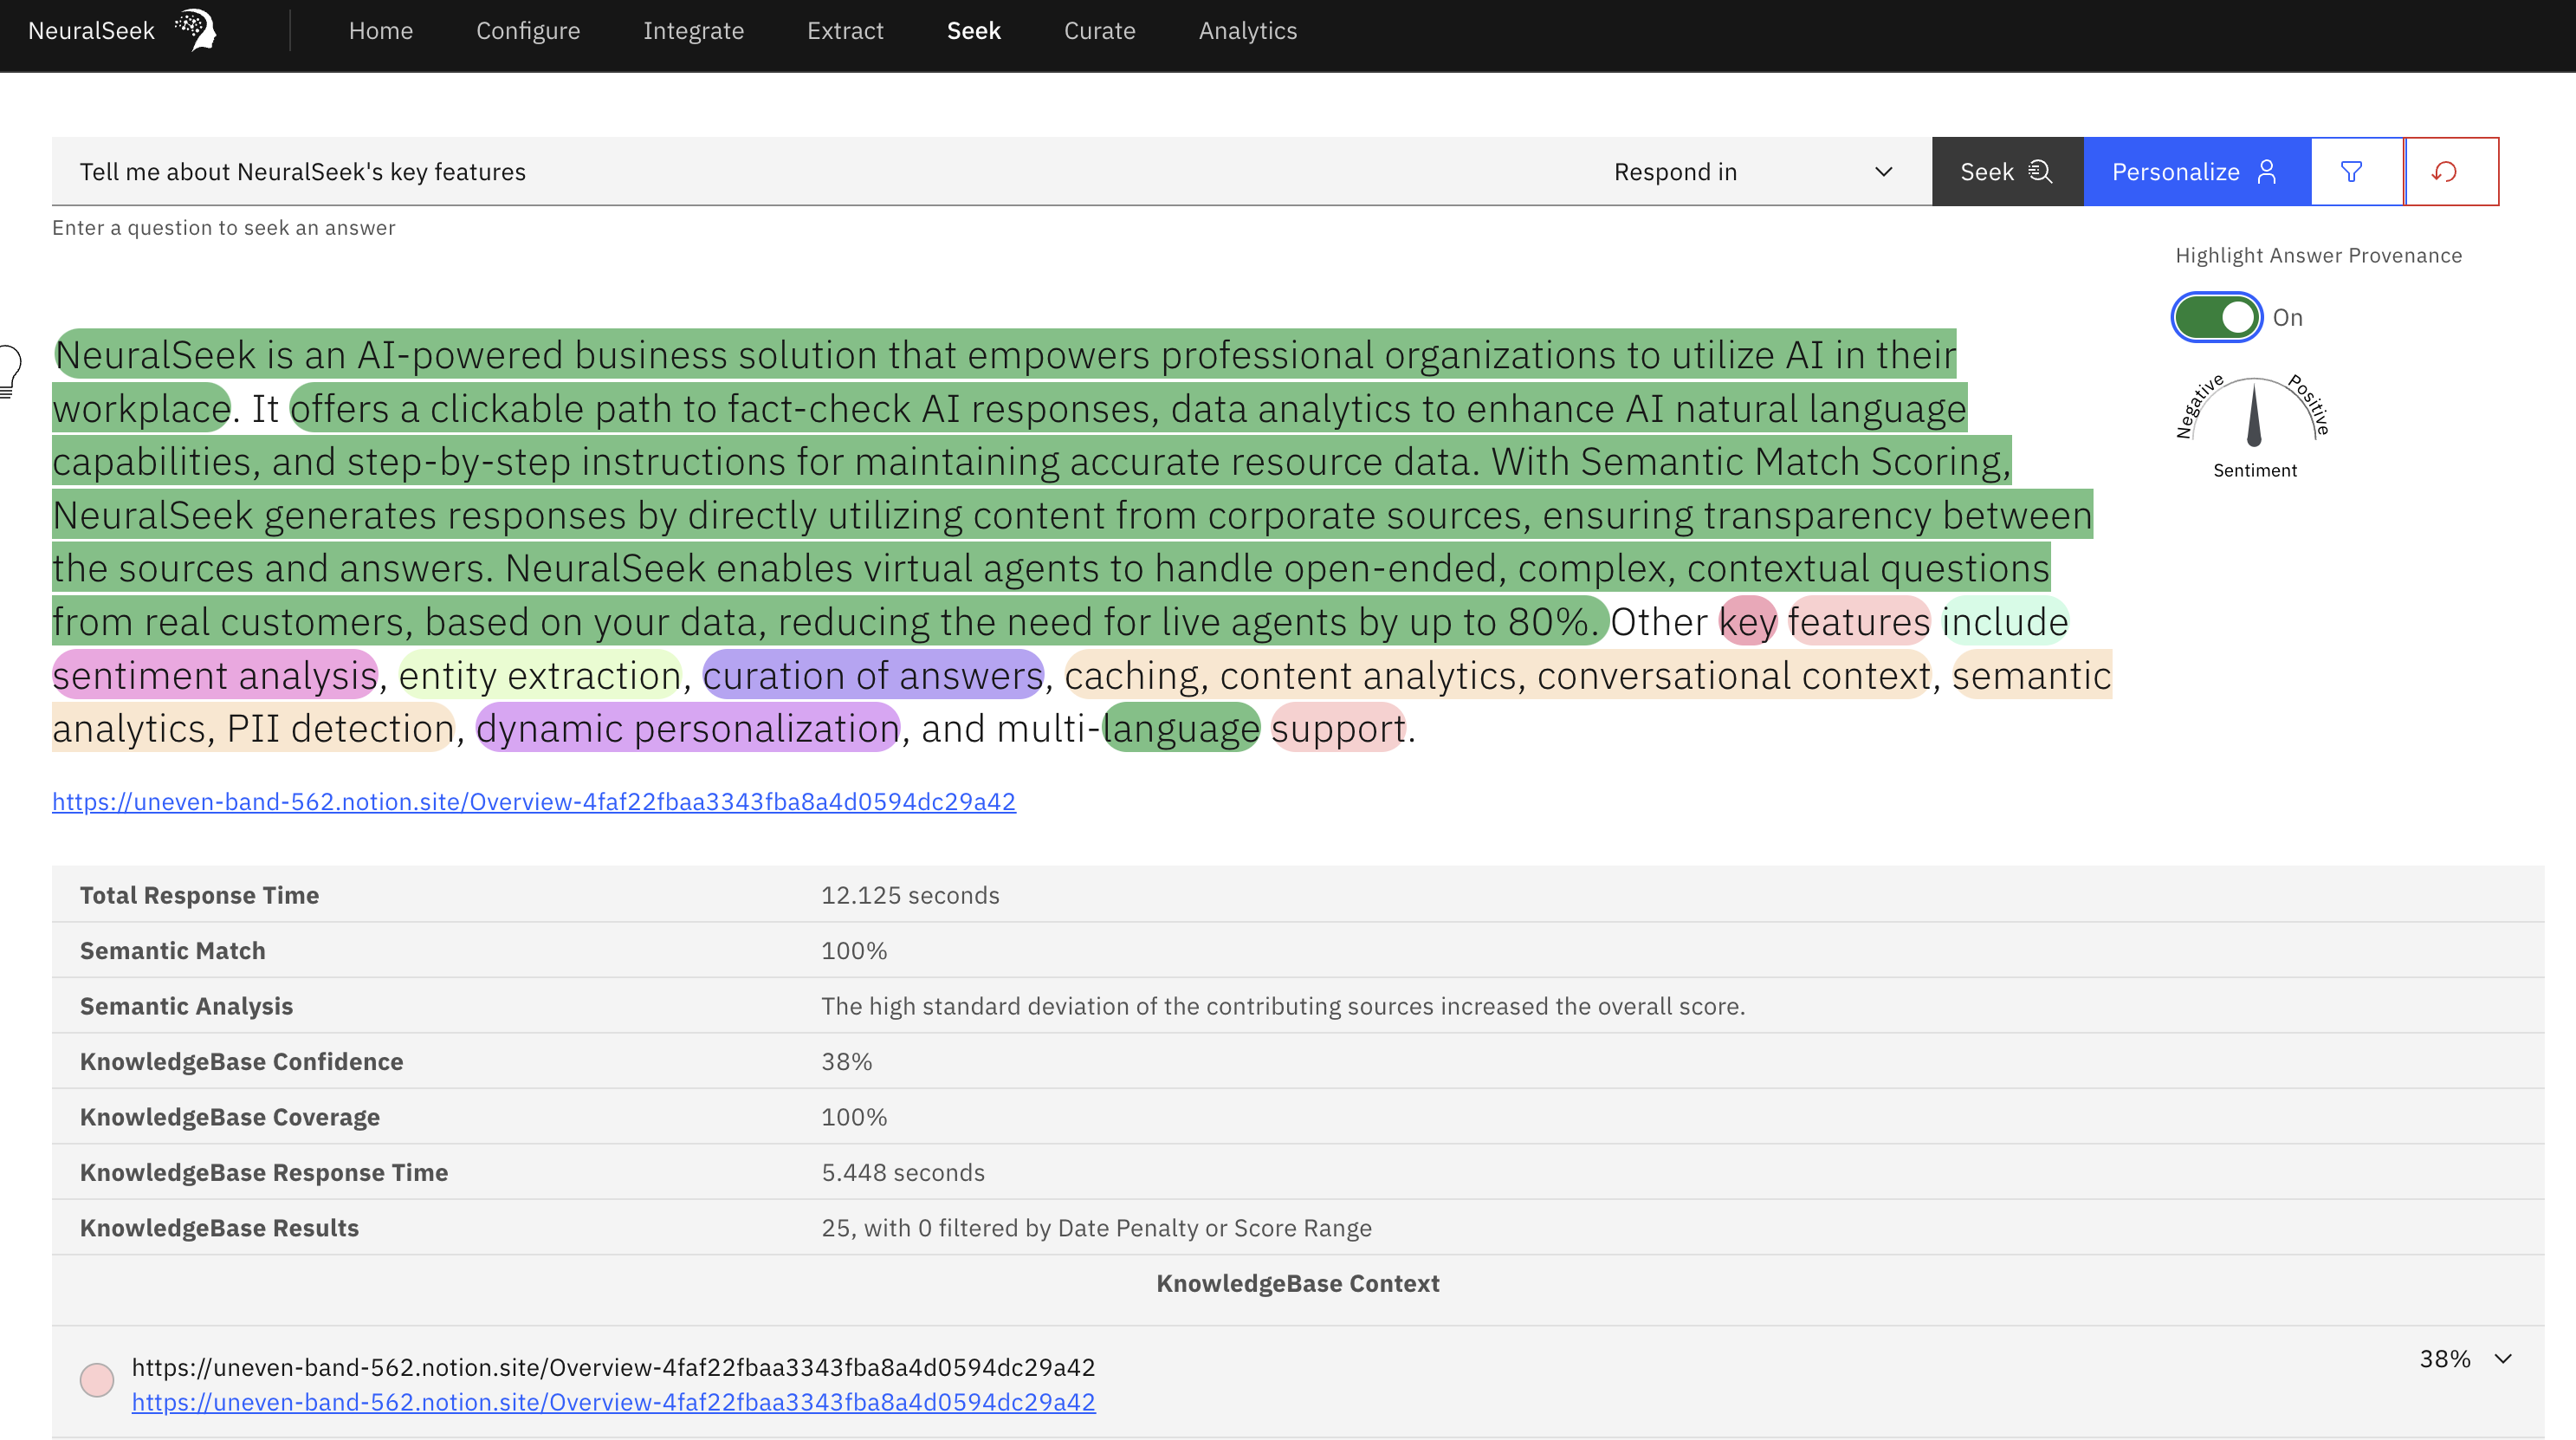 NeuralSeek
Home Configure Integrate Extract Seek Curate Analytics
Tell me about NeuralSeek's key features
Respond in
Seek
Personalize
Enter a question to seek an answer
Highlight Answer Provenance
On
Negative
Positive
Sentiment
NeuralSeek is an AI-powered business solution that empowers professional organizations to utilize AI in their
workplace. It offers a clickable path to fact-check AI responses, data analytics to enhance AI natural language
capabilities, and step-by-step instructions for maintaining accurate resource data. With Semantic Match Scoring,
NeuralSeek generates responses by directly utilizing content from corporate sources, ensuring transparency between
the sources and answers. NeuralSeek enables virtual agents to handle open-ended, complex, contextual questions
from real customers, based on your data, reducing the need for live agents by up to 80%. Other key features include
sentiment analysis, entity extraction, curation of answers, caching, content analytics, conversational context, semantic
analytics, PII detection, dynamic personalization, and multi-language support.
https://uneven-band-562.notion.site/Overview-4faf22fbaa3343fba8a4d0594dc29a42
Total Response Time 12.125 seconds
Semantic Match 100%
Semantic Analysis The high standard deviation of the contributing sources increased the overall score.
KnowledgeBase Confidence 38%
KnowledgeBase Coverage 100%
KnowledgeBase Response Time 5.448 seconds
KnowledgeBase Results 25, with 0 filtered by Date Penalty or Score Range
KnowledgeBase Context
https://uneven-band-562.notion.site/Overview-4faf22fbaa3343fba8a4d0594dc29a42 38%
https://uneven-band-562.notion.site/Overview-4faf22fbaa3343fba8a4d0594dc29a42